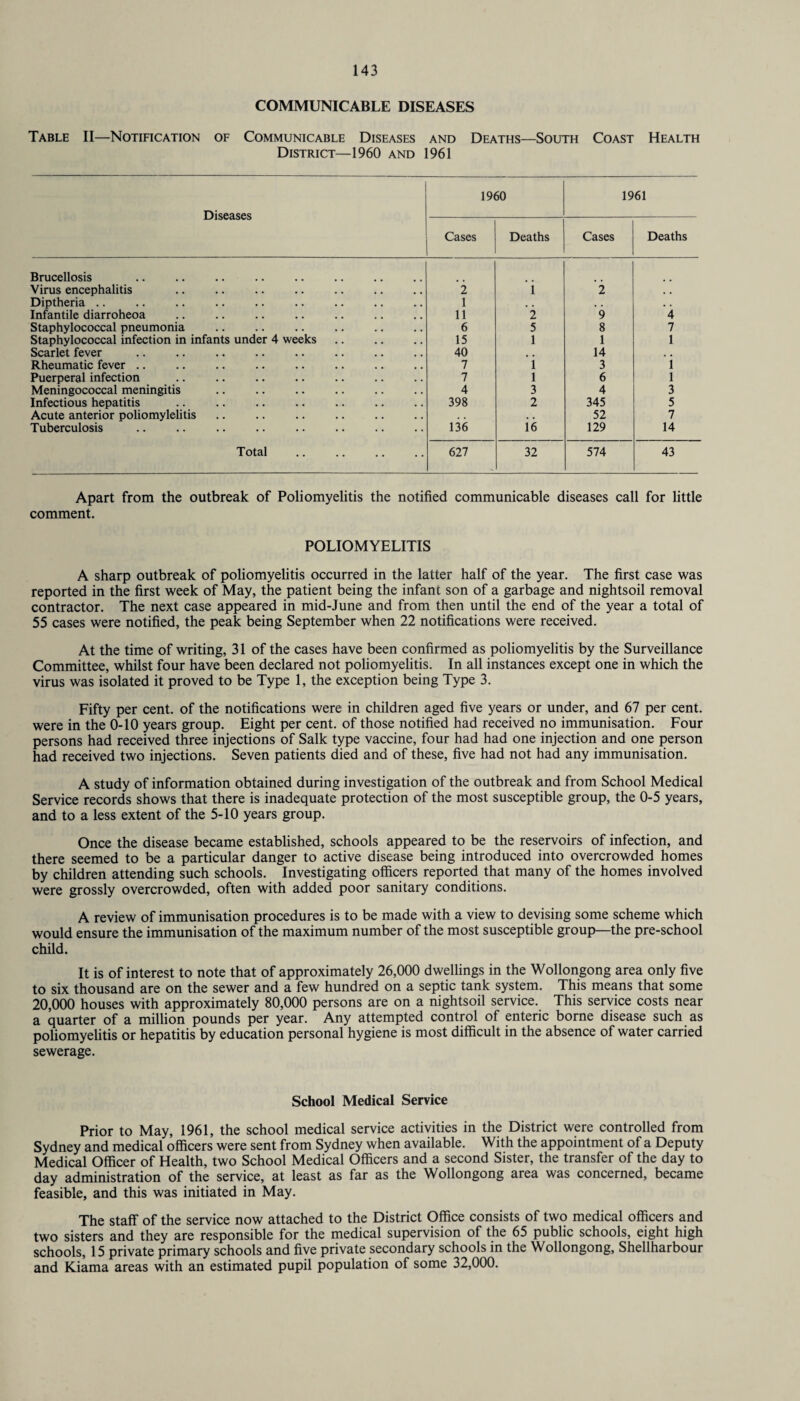 143
COMMUNICABLE DISEASES
Table II—Notification of Communicable Diseases and Deaths—South Coast Health
District—1960 and 1961
Diseases 1960 1961
Cases Deaths Cases Deaths
Brucellosis .. .. .. .. .. .. .. .. .. .. .. ..
Virus encephalitis .. .. .. .. .. .. .. 2 1 2 ..
Diptheria .. .. .. .. .. .. .. .. .. 1 .. .. ..
Infantile diarroheoa .. .. .. .. .. .. 11 2 9 4
Staphylococcal pneumonia .. .. .. .. .. .. 6 5 8 7
Staphylococcal infection in infants under 4 weeks .. .. .. 15 1 1 1
Scarlet fever .. .. .. .. .. .. .. .. 40 .. 14 ..
Rheumatic fever .. .. .. .. .. .. .. .. 7 1 3 1
Puerperal infection .. .. .. .. .. .. .. 7 1 6 1
Meningococcal meningitis .. .. .. .. .. .. 4 3 4 3
Infectious hepatitis .. .. .. .. .. .. .. 398 2 345 5
Acute anterior poliomylelitis .. .. .. .. .. .. .. .. 52 7
Tuberculosis .. .. .. .. .. .. .. .. 136 16 129 14
Total .. .. .. .. 627 32 574 43
Apart from the outbreak of Poliomyelitis the notified communicable diseases call for little
comment.
POLIOMYELITIS
A sharp outbreak of poliomyelitis occurred in the latter half of the year. The first case was
reported in the first week of May, the patient being the infant son of a garbage and nightsoil removal
contractor. The next case appeared in mid-June and from then until the end of the year a total of
55 cases were notified, the peak being September when 22 notifications were received.
At the time of writing, 31 of the cases have been confirmed as poliomyelitis by the Surveillance
Committee, whilst four have been declared not poliomyelitis. In all instances except one in which the
virus was isolated it proved to be Type 1, the exception being Type 3.
Fifty per cent. of the notifications were in children aged five years or under, and 67 per cent.
were in the 0-10 years group. Eight per cent. of those notified had received no immunisation. Four
persons had received three injections of Salk type vaccine, four had had one injection and one person
had received two injections. Seven patients died and of these, five had not had any immunisation.
A study of information obtained during investigation of the outbreak and from School Medical
Service records shows that there is inadequate protection of the most susceptible group, the 0-5 years,
and to a less extent of the 5-10 years group.
Once the disease became established, schools appeared to be the reservoirs of infection, and
there seemed to be a particular danger to active disease being introduced into overcrowded homes
by children attending such schools. Investigating officers reported that many of the homes involved
were grossly overcrowded, often with added poor sanitary conditions.
A review of immunisation procedures is to be made with a view to devising some scheme which
would ensure the immunisation of the maximum number of the most susceptible group—the pre-school
child.
It is of interest to note that of approximately 26,000 dwellings in the Wollongong area only five
to six thousand are on the sewer and a few hundred on a septic tank system. This means that some
20,000 houses with approximately 80,000 persons are on a nightsoil service. This service costs near
a quarter of a million pounds per year. Any attempted control of enteric borne disease such as
poliomyelitis or hepatitis by education personal hygiene is most difficult in the absence of water carried
sewerage.
School Medical Service
Prior to May, 1961, the school medical service activities in the District were controlled from
Sydney and medical officers were sent from Sydney when available. With the appointment of a Deputy
Medical Officer of Health, two School Medical Officers and a second Sister, the transfer of the day to
day administration of the service, at least as far as the Wollongong area was concerned, became
feasible, and this was initiated in May.
The staff of the service now attached to the District Office consists of two medical officers and
two sisters and they are responsible for the medical supervision of the 65 public schools, eight high
schools, 15 private primary schools and five private secondary schools in the Wollongong, Shellharbour
and Kiama areas with an estimated pupil population of some 32,000.